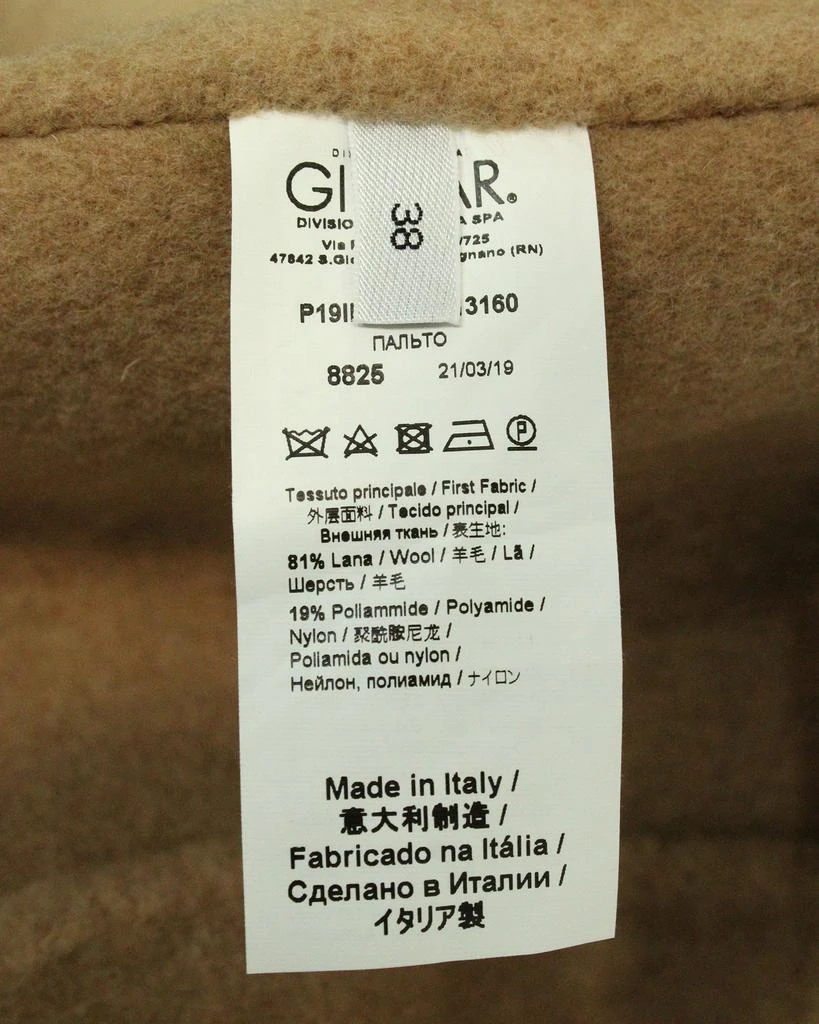 38
GI AR®
DIVISIO A SPA
Via /725
47842 S.Gi gnano (RN)
P19I 3160
ПАЛЬТО
8825 21/03/19
Tessuto principale / First Fabric /
外层面料 / Tecido principal /
Внешняя ткань / 表生地:
81% Lana / Wool / 羊毛 / Lã /
Шерсть / 羊毛
19% Poliammide / Polyamide /
Nylon / 聚酰胺尼龙 /
Poliamida ou nylon /
Нейлон, полиамид / ナイロン
Made in Italy /
意大利制造 /
Fabricado na Itália /
Сделано в Италии /
イタリア製